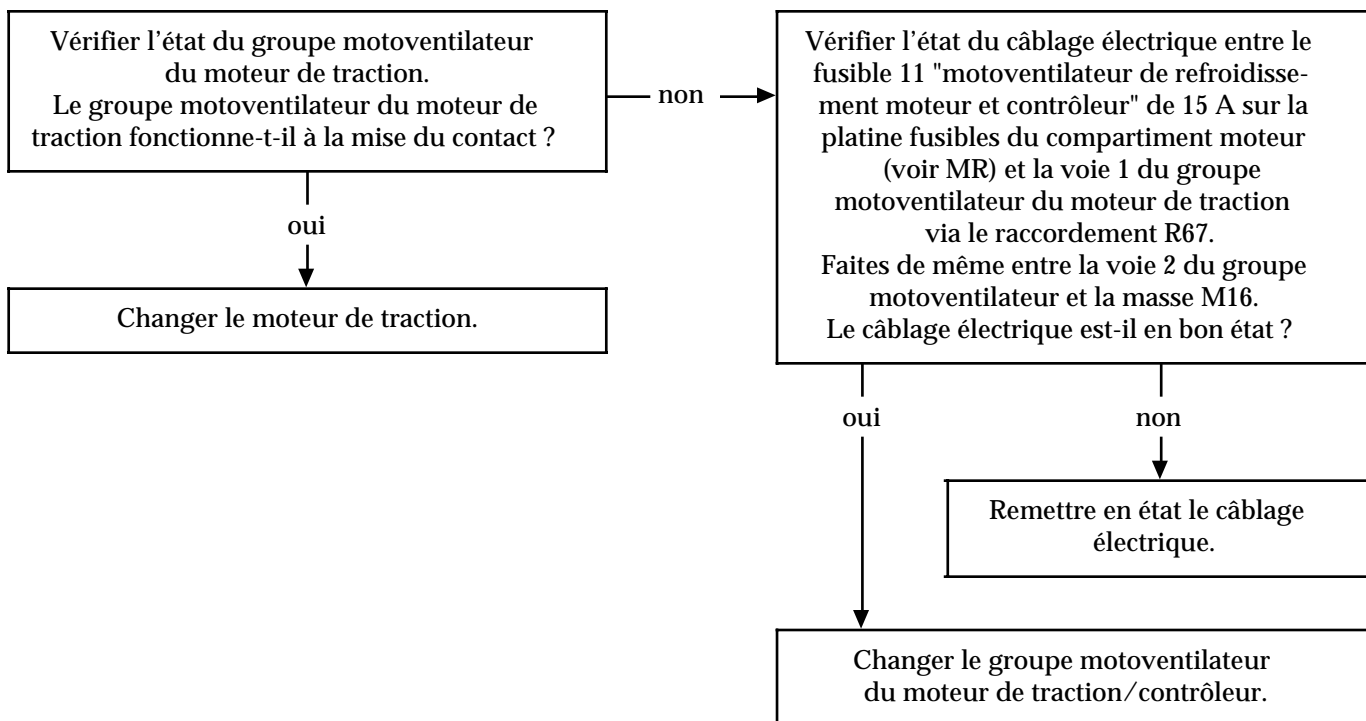 Vérifier l’état du groupe motoventilateur
du moteur de traction.
Le groupe motoventilateur du moteur de
traction fonctionne-t-il à la mise du contact ?
non
Vérifier l’état du câblage électrique entre le
fusible 11 "motoventilateur de refroidisse-
ment moteur et contrôleur" de 15 A sur la
platine fusibles du compartiment moteur
(voir MR) et la voie 1 du groupe
motoventilateur du moteur de traction
via le raccordement R67.
Faites de même entre la voie 2 du groupe
motoventilateur et la masse M16.
Le câblage électrique est-il en bon état ?
oui
Changer le moteur de traction.
oui
non
Remettre en état le câblage
électrique.
Changer le groupe motoventilateur
du moteur de traction/contrôleur.